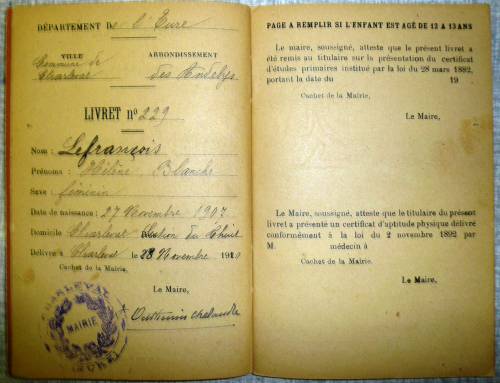 DÉPARTEMENT De l'Eure
VILLE
ARRONDISSEMENT
Commune de
Charleval
des Andelys
LIVRET nº 229
Nom : Lefrançois
Prénoms : Hélène Blanche
Sexe : féminin
Date de naissance : 27 Novembre 1907
Domicile Charleval
Délivré à Charleval le 28 Novembre 19
Cachet de la Mairie.
Le Maire,
CHARLEVAL
MAIRIE
(EURE)
PAGE A REMPLIR SI L'ENFANT EST AGÉ DE 12 A 13 ANS
Le maire, soussigné, atteste que le présent livret a
été remis au titulaire sur la présentation du certificat
d'études primaires institué par la loi du 28 mars 1882,
portant la date du 19 .
Cachet de la Mairie.
Le Maire,
Le Maire, soussigné, atteste que le titulaire du présent
livret a présenté un certificat d'aptitude physique délivré
conformément à la loi du 2 novembre 1892 par
M. médecin à
Cachet de la Mairie.
Le Maire,